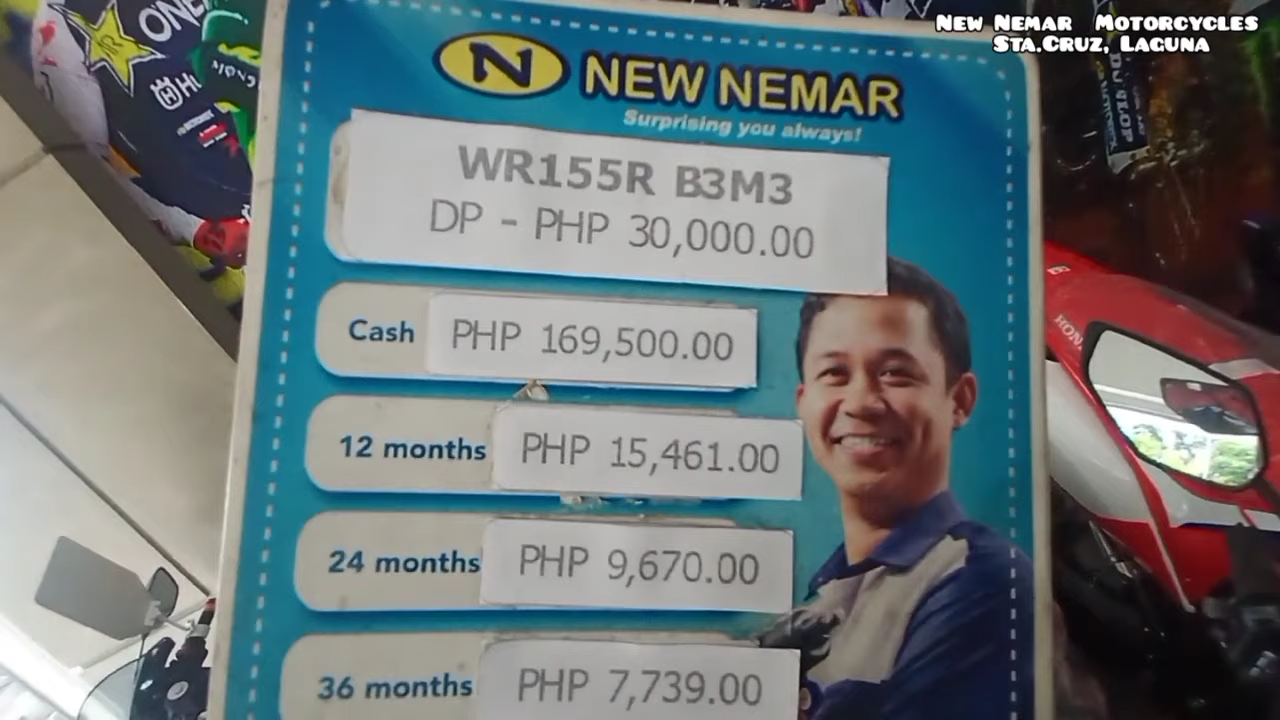 New Nemar Motorcycles
Sta.Cruz, Laguna
ONE
N NEW NEMAR
Surprising you always!
WR155R B3M3
DP - PHP 30,000.00
Cash PHP 169,500.00
12 months PHP 15,461.00
24 months PHP 9,670.00
36 months PHP 7,739.00